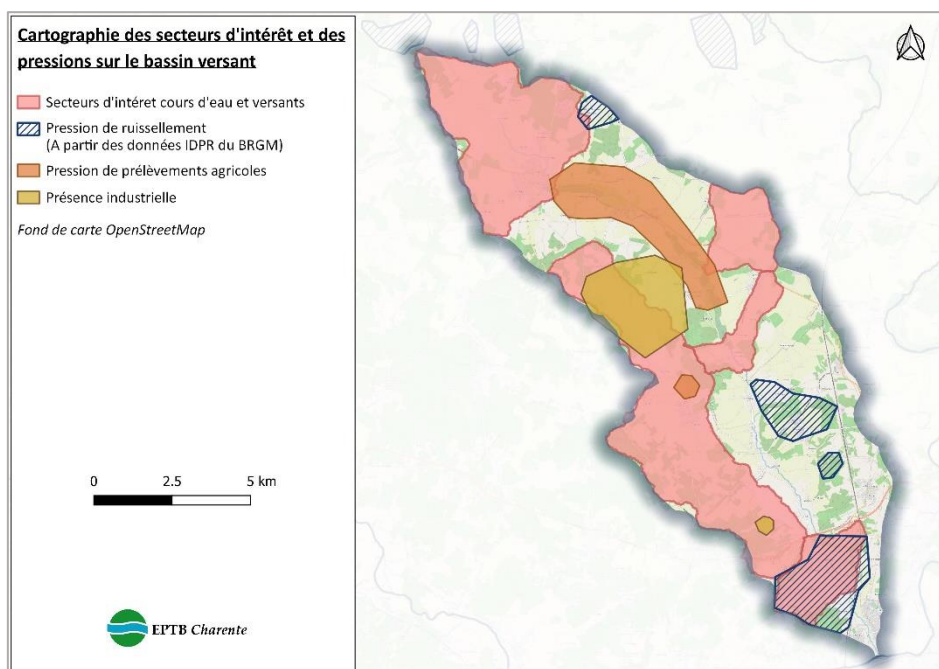 Cartographie des secteurs d'intérêt et des
pressions sur le bassin versant
Secteurs d'intéret cours d'eau et versants
Pression de ruissellement
(A partir des données IDPR du BRGM)
Pression de prélèvements agricoles
Présence industrielle
Fond de carte OpenStreetMap
0 2.5 5 km
EPTB Charente